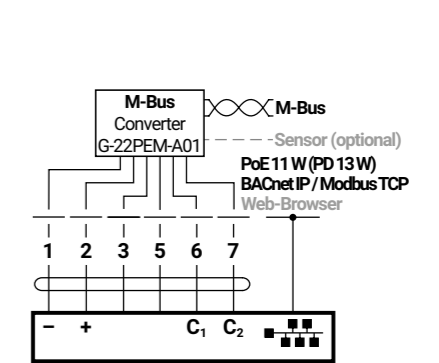 M-Bus
Converter
G-22PEM-A01
M-Bus
Sensor (optional)
PoE 11 W (PD 13 W)
BACnet IP / Modbus TCP
Web-Browser
1 2 3 5 6 7
– + C₁ C₂